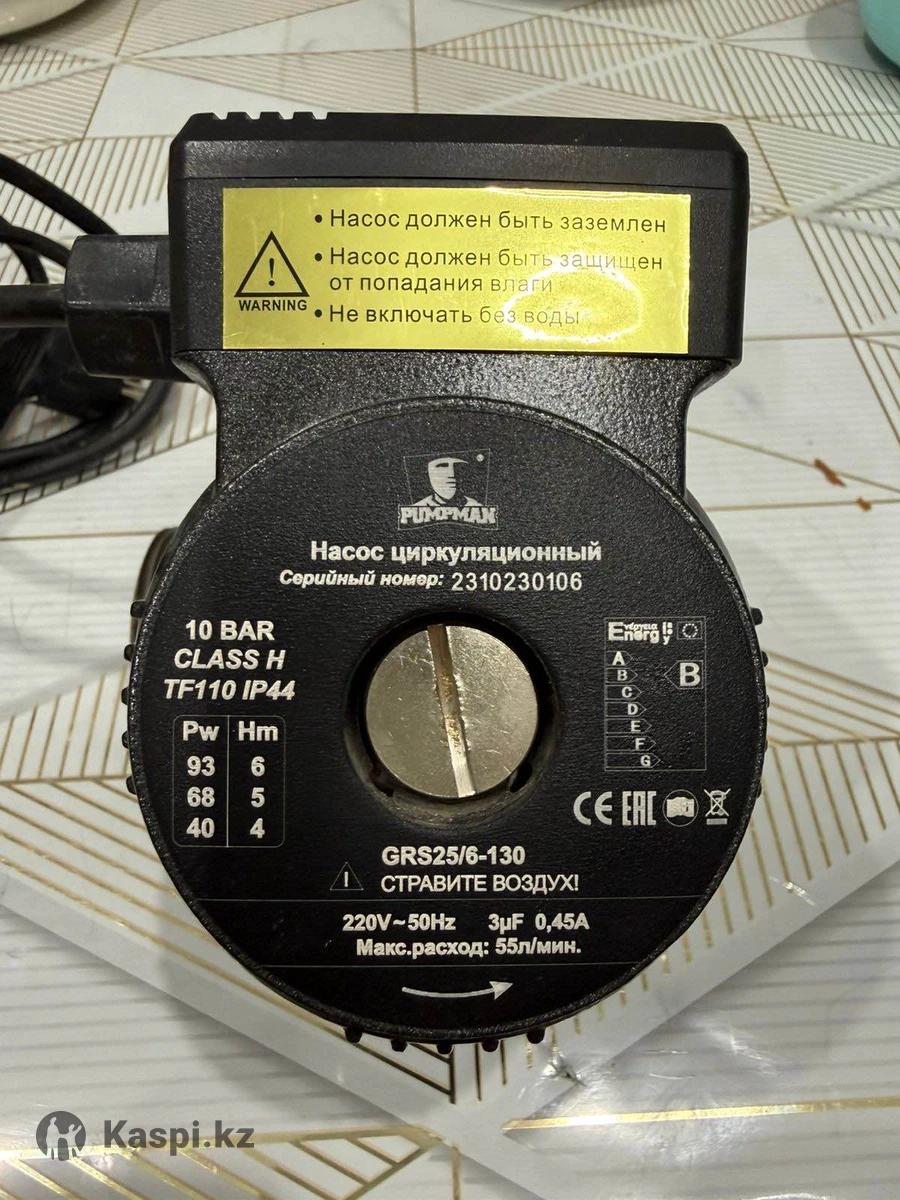 • Насос должен быть заземлен
• Насос должен быть защищен
от попадания влаги
• Не включать без воды
WARNING
PUMPMAN
Насос циркуляционный
Серийный номер: 2310230106
10 BAR
CLASS H
TF110 IP44
Pw Hm
93 6
68 5
40 4
Energy
A
B
C
D
E
F
G
B
CE EAC
GRS25/6-130
СТРАВИТЕ ВОЗДУХ!
220V~50Hz 3µF 0,45A
Макс.расход: 55л/мин.
Kaspi.kz